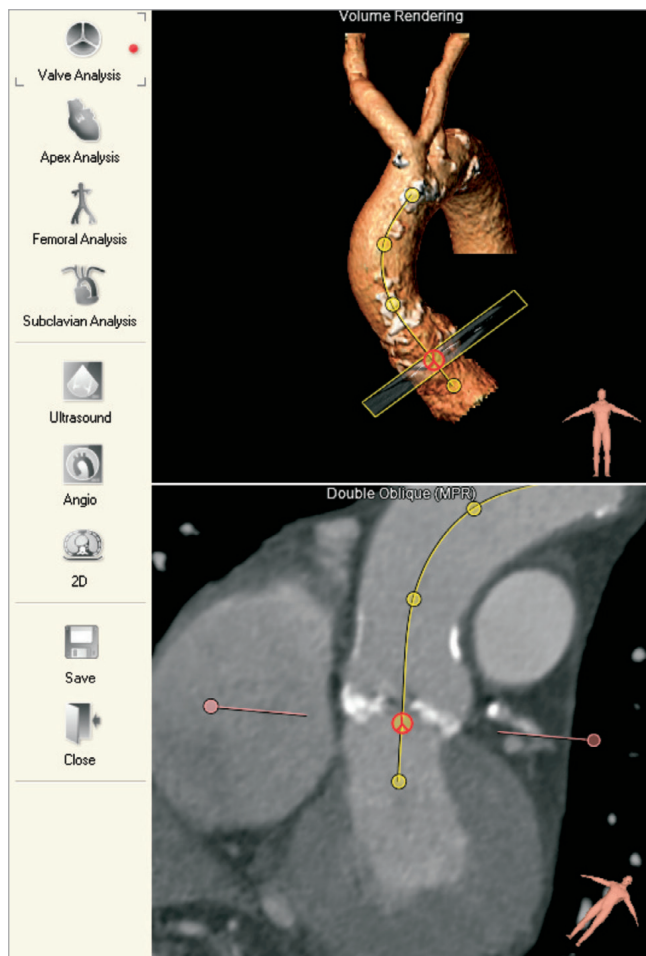 Valve Analysis
Apex Analysis
Femoral Analysis
Subclavian Analysis
Ultrasound
Angio
2D
Save
Close
Volume Rendering
Double Oblique (MPR)